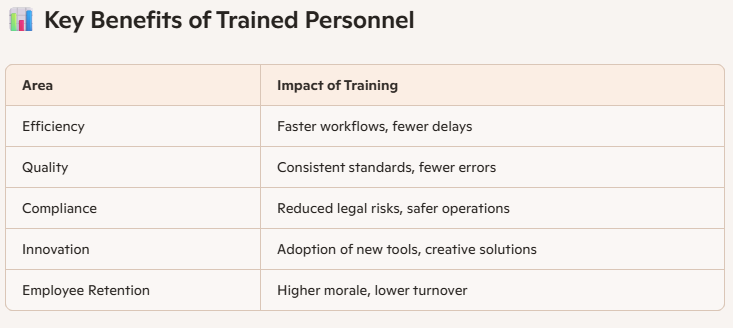 Key Benefits of Trained Personnel
Area Impact of Training
Efficiency Faster workflows, fewer delays
Quality Consistent standards, fewer errors
Compliance Reduced legal risks, safer operations
Innovation Adoption of new tools, creative solutions
Employee Retention Higher morale, lower turnover